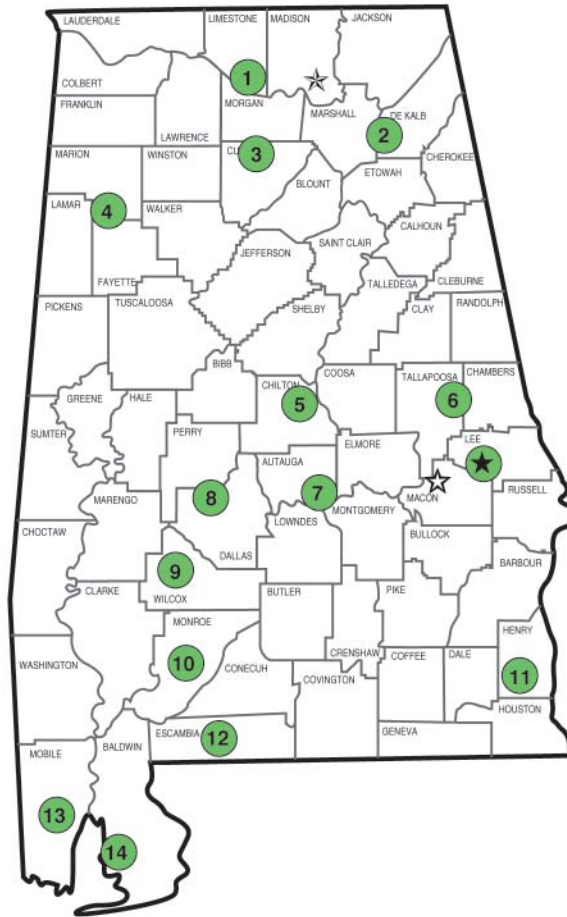 LAUDERDALE
LIMESTONE
MADISON
JACKSON
COLBERT
1
FRANKLIN
LAWRENCE
MORGAN
MARSHALL
2
DE KALB
3
MARION
WINSTON
CHEROKEE
ETOWAH
BLOUNT
LAMAR
4
WALKER
CALHOUN
SAINT CLAIR
JEFFERSON
FAYETTE
TALLEDEGA
CLEBURNE
PICKENS
TUSCALOOSA
SHELBY
CLAY
RANDOLPH
BIBB
COOSA
CHILTON
TALLAPOOSA
CHAMBERS
GREENE
HALE
5
6
SUMTER
PERRY
ELMORE
LEE
AUTAUGA
MARENGO
8
7
MACON
RUSSELL
MONTGOMERY
LOWNDES
CHOCTAW
DALLAS
BULLOCK
BARBOUR
9
CLARKE
WILCOX
BUTLER
PIKE
MONROE
HENRY
10
CRENSHAW
COFFEE
DALE
WASHINGTON
CONECUH
11
COVINGTON
HOUSTON
ESCAMBIA
12
GENEVA
MOBILE
BALDWIN
13
14